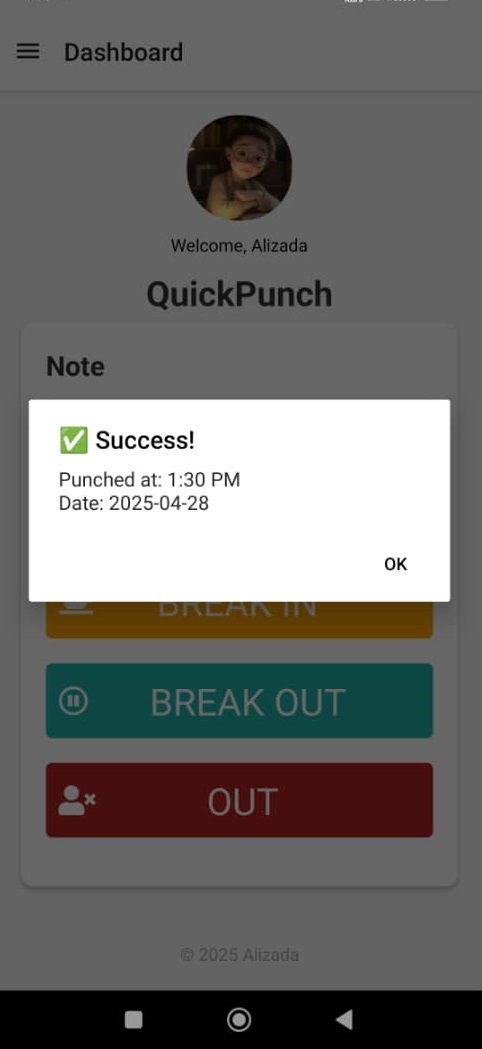 Dashboard
Welcome, Alizada
QuickPunch
Note
✅ Success!
Punched at: 1:30 PM
Date: 2025-04-28
OK
BREAK IN
BREAK OUT
OUT
© 2025 Alizada